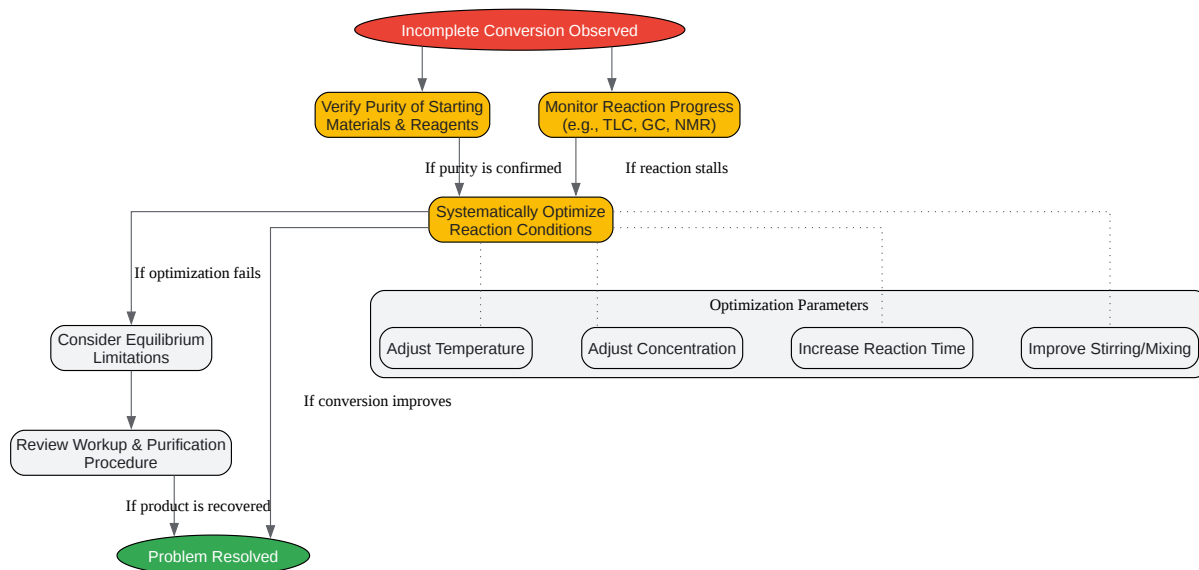 Incomplete Conversion Observed
Verify Purity of Starting
Materials & Reagents
Monitor Reaction Progress
(e.g., TLC, GC, NMR)
If purity is confirmed
If reaction stalls
Systematically Optimize
Reaction Conditions
If optimization fails
Optimization Parameters
Consider Equilibrium
Limitations
Adjust Temperature
Adjust Concentration
Increase Reaction Time
Improve Stirring/Mixing
If conversion improves
Review Workup & Purification
Procedure
If product is recovered
Problem Resolved